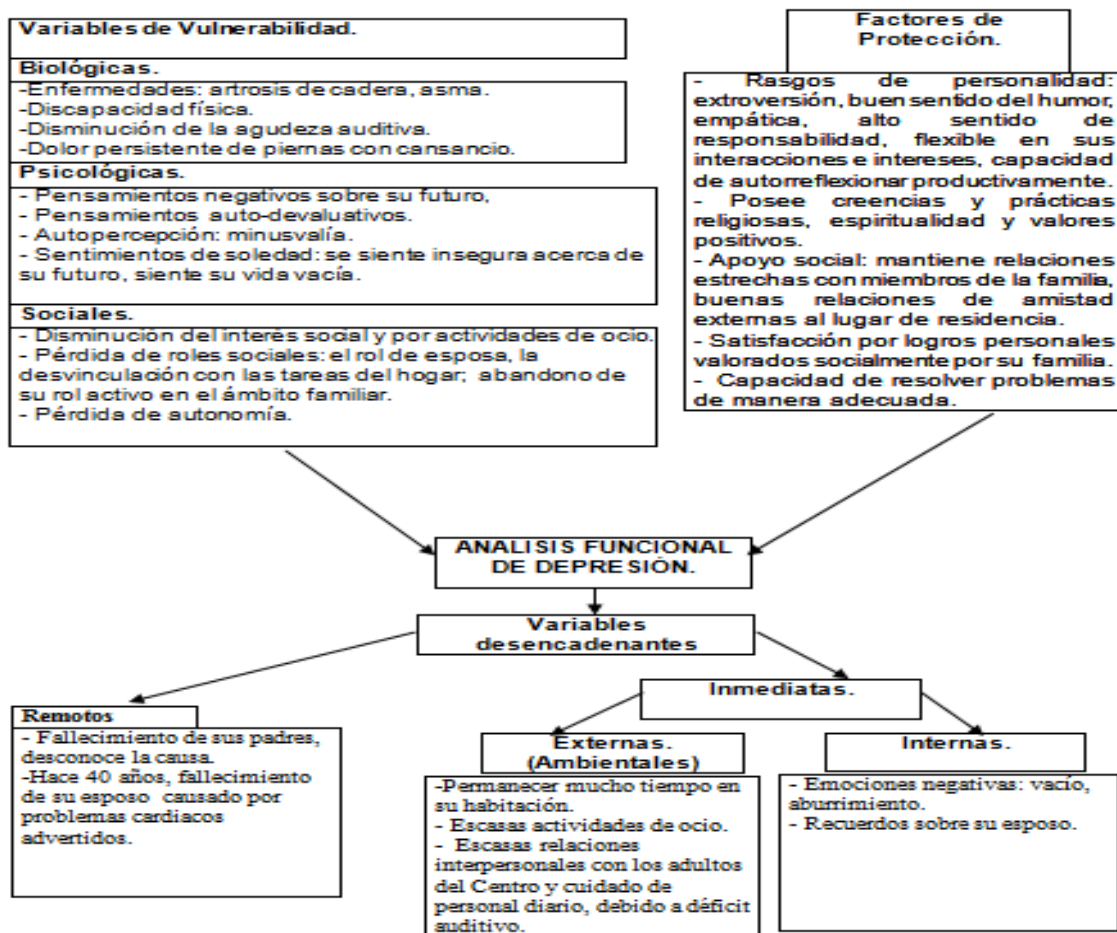 Variables de Vulnerabilidad.
Biológicas.
-Enfermedades: artrosis de cadera, asma.
-Discapacidad física.
-Disminución de la agudeza auditiva.
-Dolor persistente de piernas con cansancio.
Psicológicas.
- Pensamientos negativos sobre su futuro,
- Pensamientos auto-devaluativos.
- Autopercepción: minusvalía.
- Sentimientos de soledad: se siente insegura acerca de
su futuro, siente su vida vacía.
Sociales.
- Disminución del interés social y por actividades de ocio.
- Pérdida de roles sociales: el rol de esposa, la
desvinculación con las tareas del hogar; abandono de
su rol activo en el ámbito familiar.
- Pérdida de autonomía.
Factores de
Protección.
- Rasgos de personalidad:
extroversión, buen sentido del humor,
empática, alto sentido de
responsabilidad, flexible en sus
interacciones e intereses, capacidad
de autorreflexionar productivamente.
- Posee creencias y prácticas
religiosas, espiritualidad y valores
positivos.
- Apoyo social: mantiene relaciones
estrechas con miembros de la familia,
buenas relaciones de amistad
externas al lugar de residencia.
- Satisfacción por logros personales
valorados socialmente por su familia.
- Capacidad de resolver problemas
de manera adecuada.
ANALISIS FUNCIONAL
DE DEPRESIÓN.
Variables
desencadenantes
Remotos
- Fallecimiento de sus padres,
desconoce la causa.
-Hace 40 años, fallecimiento
de su esposo causado por
problemas cardiacos
advertidos.
Inmediatas.
Externas.
(Ambientales)
-Permanecer mucho tiempo en
su habitación.
- Escasas actividades de ocio.
- Escasas relaciones
interpersonales con los adultos
del Centro y cuidado de
personal diario, debido a déficit
auditivo.
Internas.
- Emociones negativas: vacío,
aburrimiento.
- Recuerdos sobre su esposo.